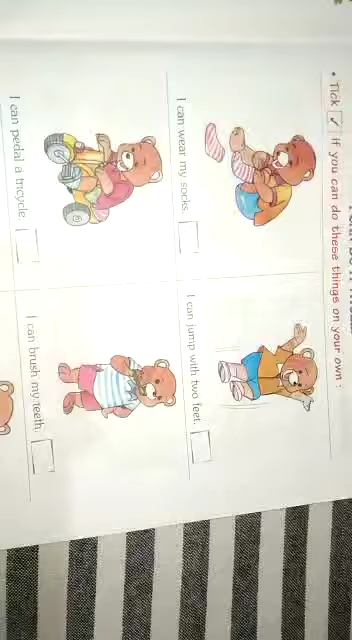 • Tick ✓ if you can do these things on your own :
I can wear my socks.
I can jump with two feet.
I can pedal a tricycle.
I can brush my teeth.